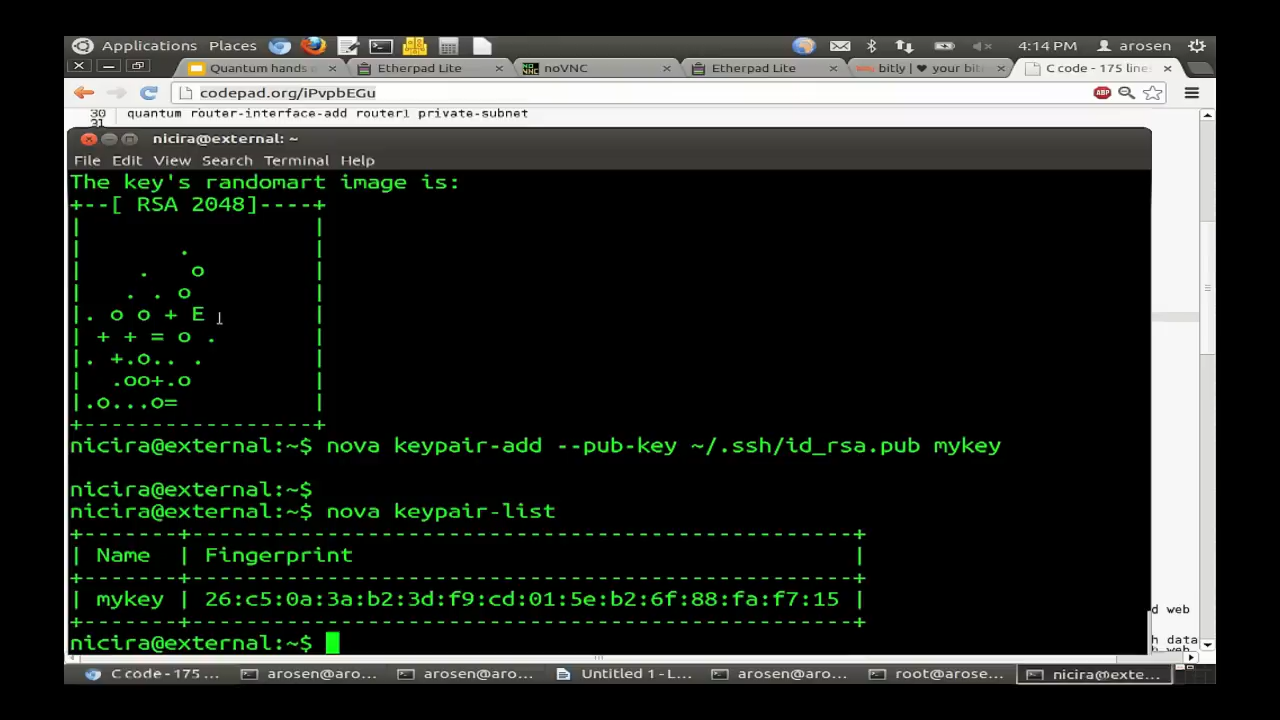 Applications Places 4:14 PM arosen
Quantum hands × Etherpad Lite × noVNC × Etherpad Lite × bitly ♥ your bit × C code - 175 line ×
codepad.org/iPvpbEGu ABP
30 quantum router-interface-add router1 private-subnet
31
nicira@external: ~
File Edit View Search Terminal Help
The key's randomart image is:
+--[ RSA 2048]----+
|                 |
|       .         |
|    .   o        |
|   . . o         |
|. o o + E        |
| + + = o .       |
|. +.o.. .        |
|  .oo+.o         |
|.o...o=          |
+-----------------+
nicira@external:~$ nova keypair-add --pub-key ~/.ssh/id_rsa.pub mykey
nicira@external:~$
nicira@external:~$ nova keypair-list
+-------+-------------------------------------------------+
| Name  | Fingerprint                                     |
+-------+-------------------------------------------------+
| mykey | 26:c5:0a:3a:b2:3d:f9:cd:01:5e:b2:6f:88:fa:f7:15 |
+-------+-------------------------------------------------+
nicira@external:~$
d web
h data
C code - 175 ... arosen@aro... arosen@aro... Untitled 1 - L... arosen@aro... root@arose... nicira@exte...